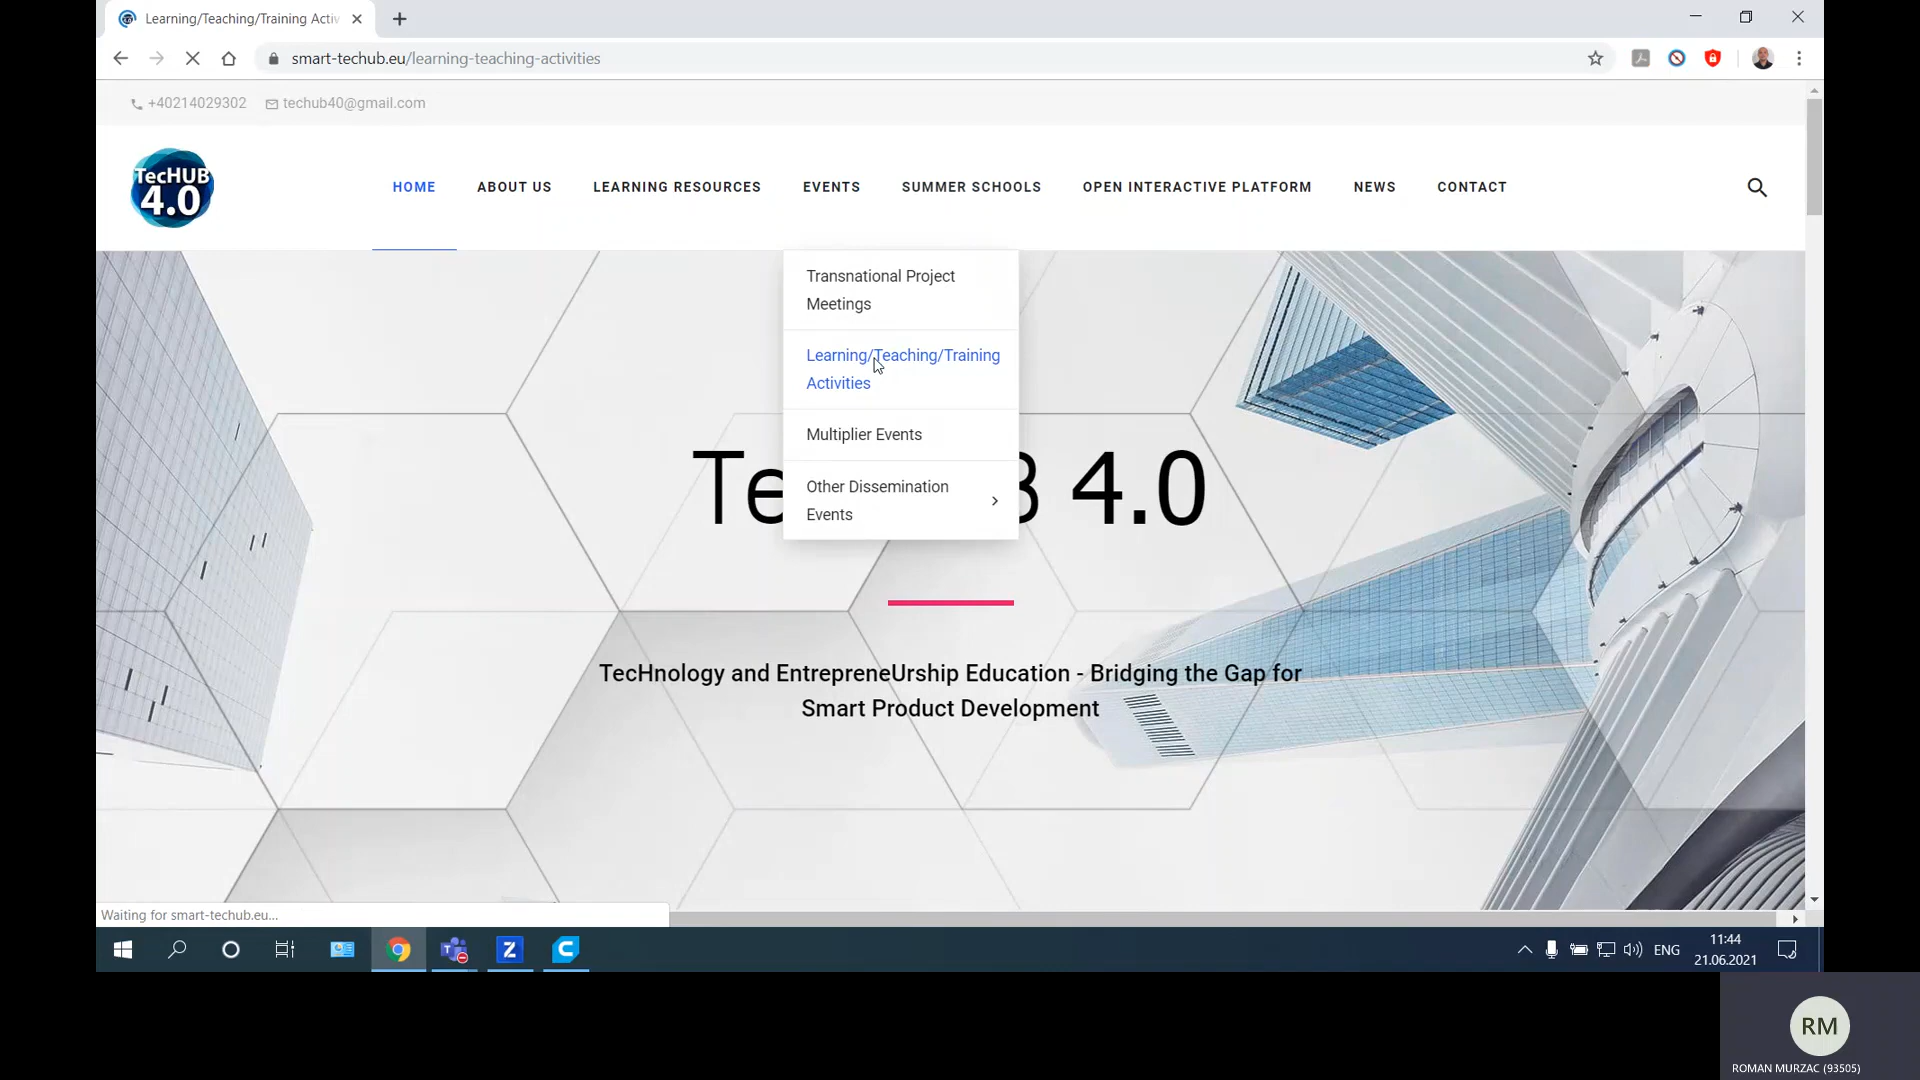 Learning/Teaching/Training Activ
smart-techub.eu/learning-teaching-activities
+40214029302 techub40@gmail.com
TecHUB
4.0
HOME ABOUT US LEARNING RESOURCES EVENTS SUMMER SCHOOLS OPEN INTERACTIVE PLATFORM NEWS CONTACT
Transnational Project
Meetings
Learning/Teaching/Training
Activities
Multiplier Events
Other Dissemination
Events
Te B 4.0
TecHnology and EntrepreneUrship Education - Bridging the Gap for
Smart Product Development
Waiting for smart-techub.eu...
ENG
11:44
21.06.2021
RM
ROMAN MURZAC (93505)